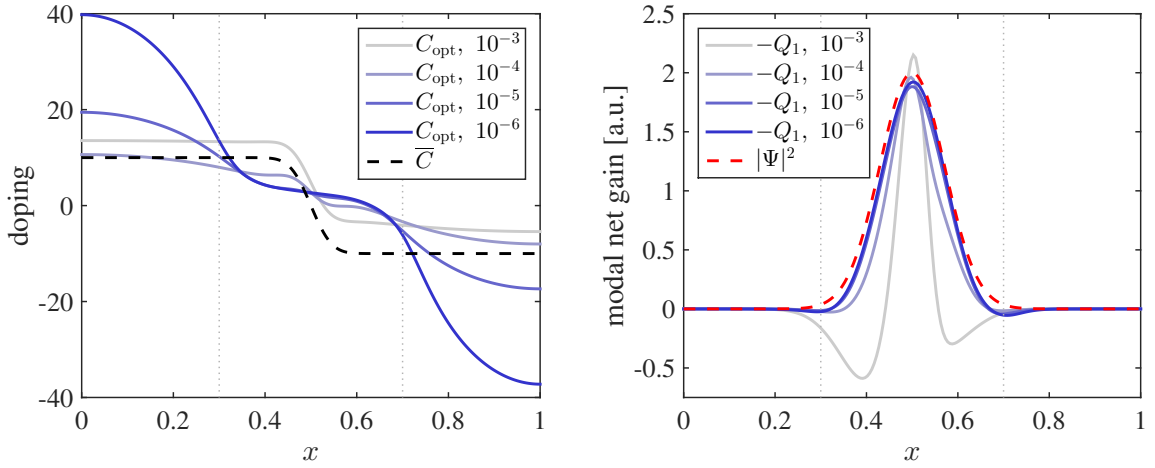 40
20
0
-20
-40
doping
0
0.2
0.4
0.6
0.8
1
x
C_opt, 10^-3
C_opt, 10^-4
C_opt, 10^-5
C_opt, 10^-6
C̅
2.5
2
1.5
1
0.5
0
-0.5
modal net gain [a.u.]
0
0.2
0.4
0.6
0.8
1
x
−Q_1, 10^-3
−Q_1, 10^-4
−Q_1, 10^-5
−Q_1, 10^-6
|Ψ|^2